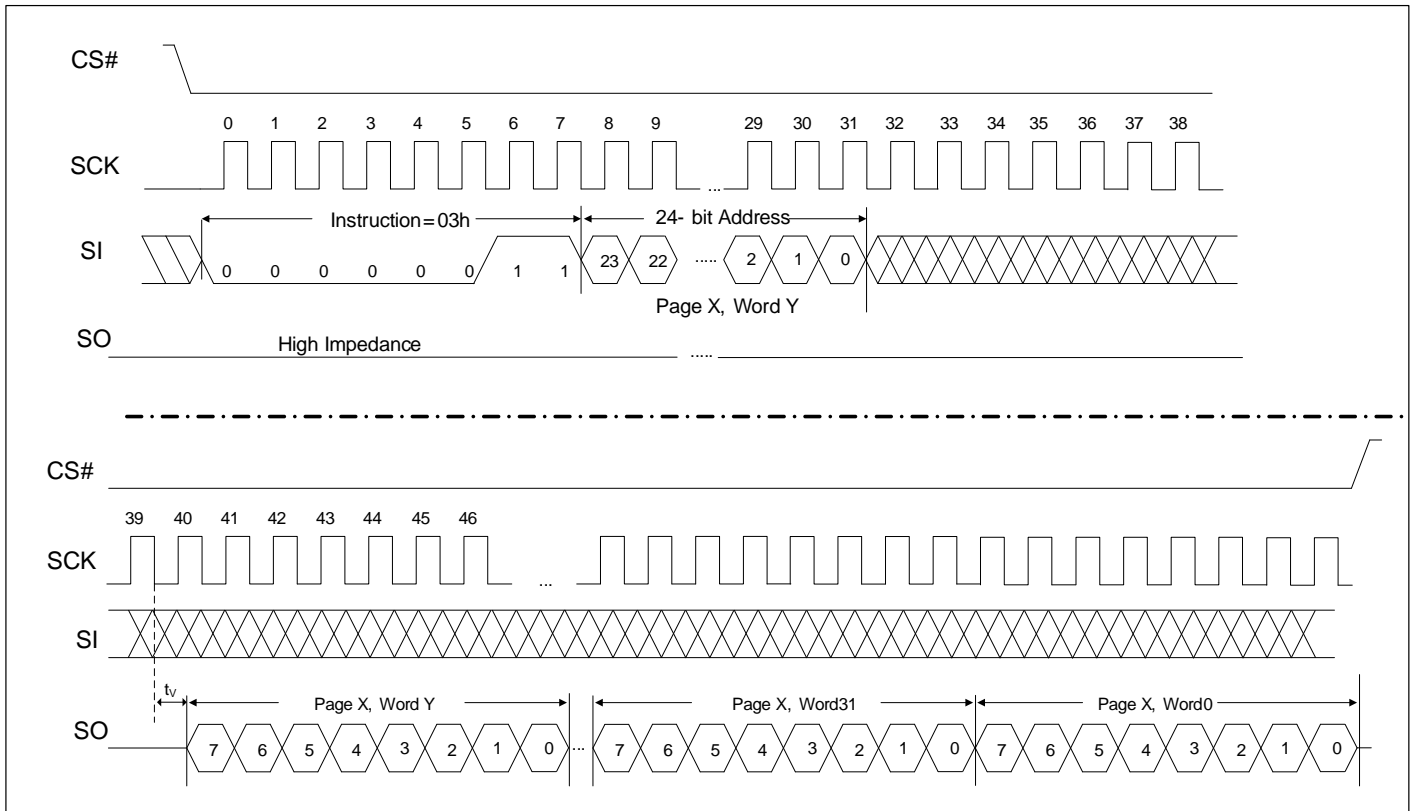 CS#
0 1 2 3 4 5 6 7 8 9 29 30 31 32 33 34 35 36 37 38
SCK
...
Instruction=03h 24- bit Address
SI
0 0 0 0 0 0 1 1 23 22 ..... 2 1 0
Page X, Word Y
SO
High Impedance
.....
CS#
39 40 41 42 43 44 45 46
SCK
...
SI
tV
Page X, Word Y Page X, Word31 Page X, Word0
SO
7 6 5 4 3 2 1 0 ... 7 6 5 4 3 2 1 0 7 6 5 4 3 2 1 0